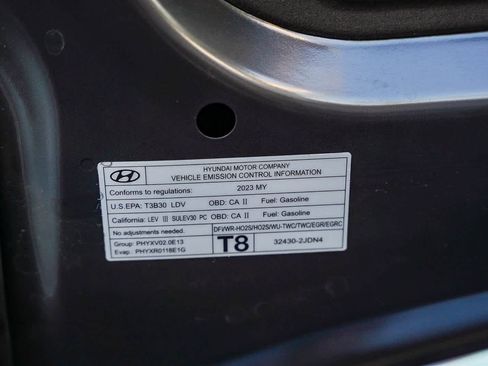 HYUNDAI MOTOR COMPANY
VEHICLE EMISSION CONTROL INFORMATION
Conforms to regulations: 2023 MY
U.S.EPA: T3B30 LDV OBD: CA II Fuel: Gasoline
California: LEV III SULEV30 PC OBD: CA II Fuel: Gasoline
No adjustments needed. DFI/WR-HO2S/HO2S/WU-TWC/TWC/EGR/EGRC
Group: PHYXV02.0E13
Evap: PHYXR0118E1G
T8 32430-2JDN4